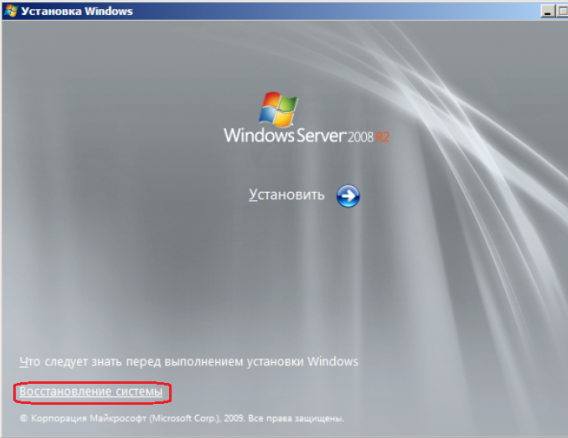 Установка Windows
Windows Server 2008 R2
Установить
Что следует знать перед выполнением установки Windows
Восстановление системы
© Корпорация Майкрософт (Microsoft Corp.), 2009. Все права защищены.